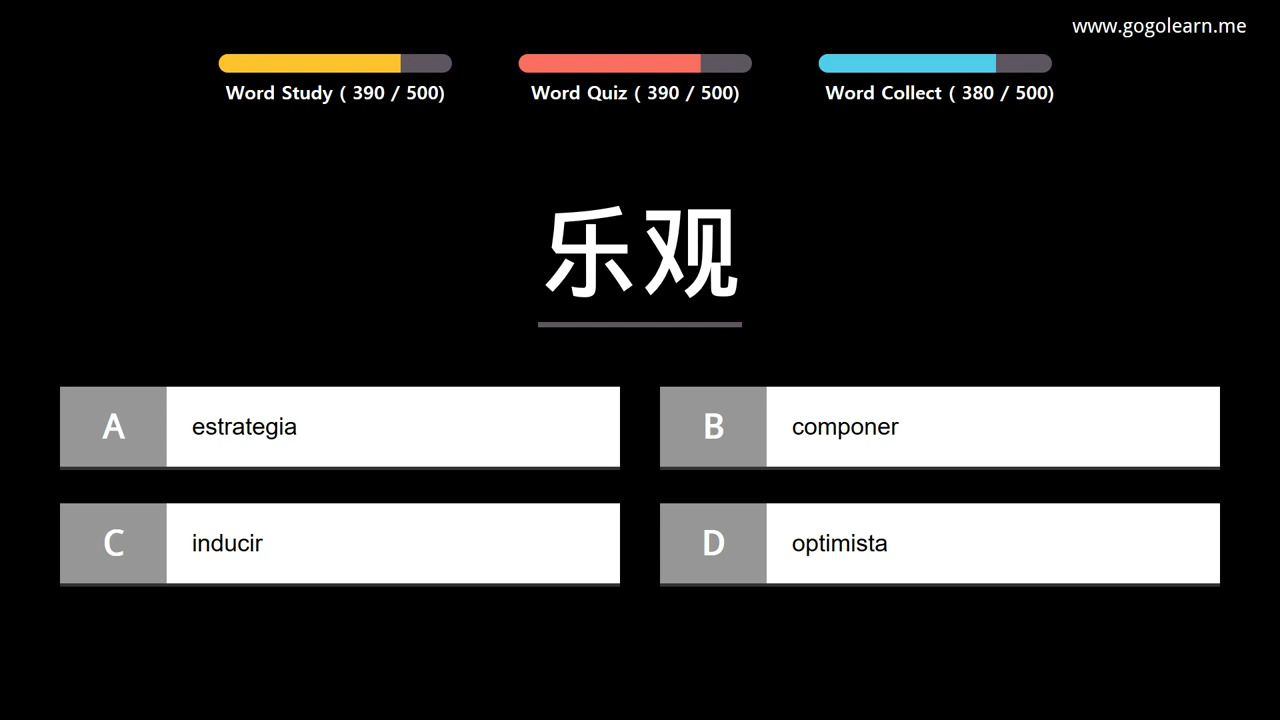 www.gogolearn.me
Word Study ( 390 / 500)
Word Quiz ( 390 / 500)
Word Collect ( 380 / 500)
乐观
A estrategia
B componer
C inducir
D optimista